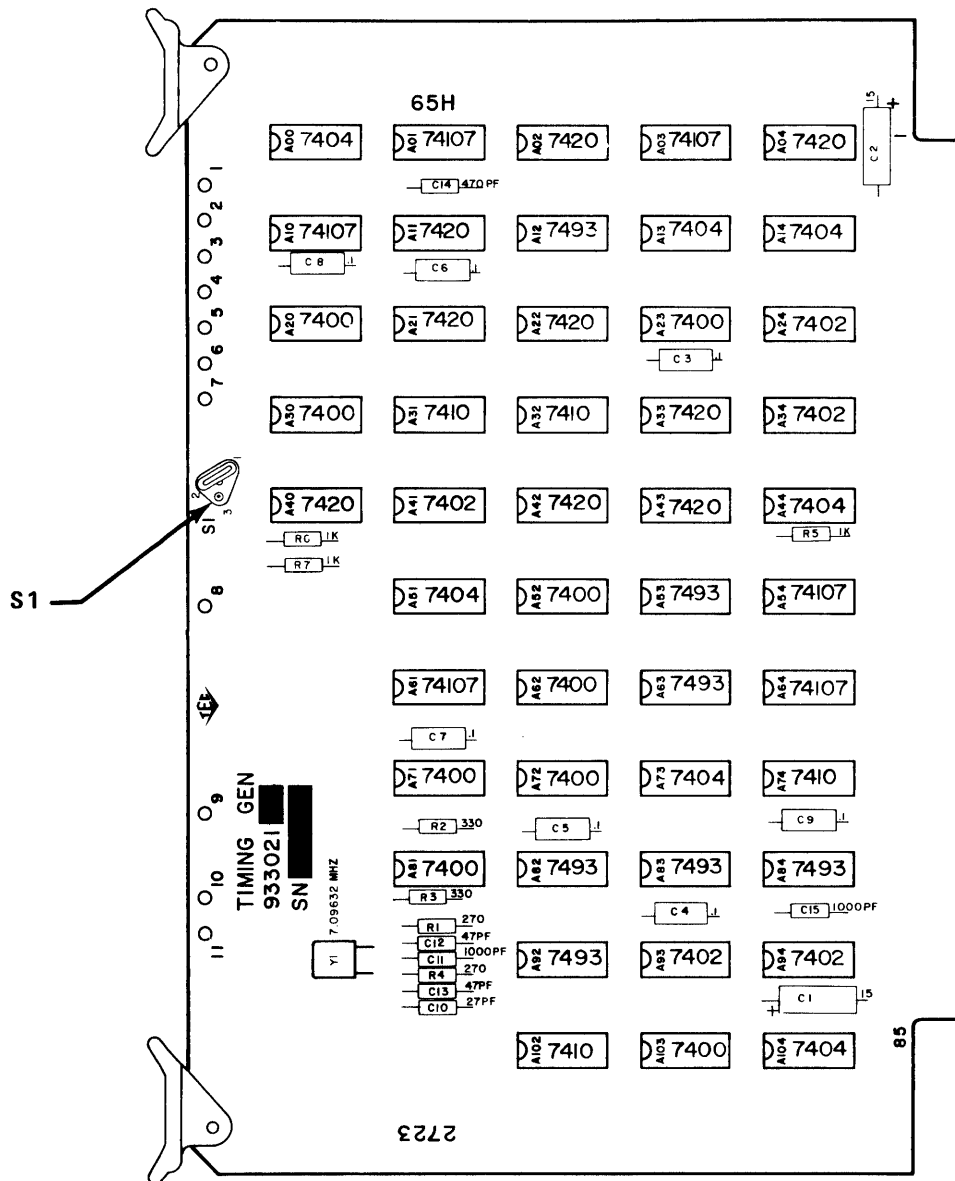 65H
A00 7404
A01 74107
A02 7420
A03 74107
A04 7420
15
+
C2
1
C14 470PF
2
A10 74107
A11 7420
A12 7493
A13 7404
A14 7404
3
C8 .1
C6 .1
4
5
A20 7400
A21 7420
A22 7420
A23 7400
A24 7402
6
C3 .1
7
A30 7400
A31 7410
A32 7410
A33 7420
A34 7402
1
2
3
S1
A40 7420
A41 7402
A42 7420
A43 7420
A44 7404
R6 1K
R5 1K
R7 1K
S1
8
A51 7404
A52 7400
A53 7493
A54 74107
A61 74107
A62 7400
A63 7493
A64 74107
C7 .1
A71 7400
A72 7400
A73 7404
A74 7410
9
TIMING GEN
933021
SN
R2 330
C5 .1
C9 .1
A81 7400
A82 7493
A83 7493
A84 7493
10
R3 330
C4 .1
C15 1000PF
11
Y1 7.09632 MHZ
R1 270
C12 47PF
C11 1000PF
R4 270
C13 47PF
C10 27PF
A92 7493
A93 7402
A94 7402
C1 15
+
A102 7410
A103 7400
A104 7404
85
2723